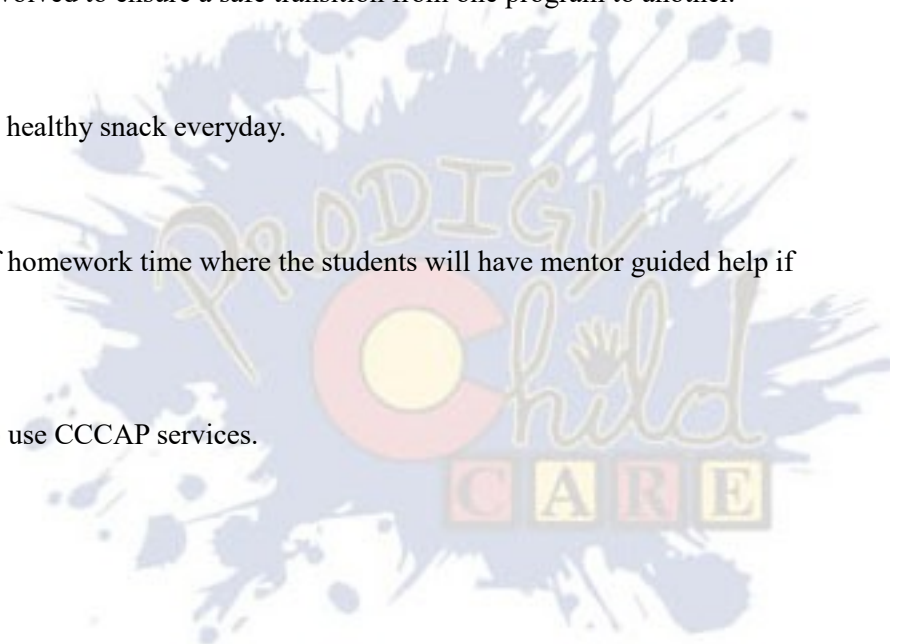 to ensure a safe transition from one program to another.
healthy snack everyday.
PRODIGY
homework time where the students will have mentor guided help if
Child
use CCCAP services.
CARE